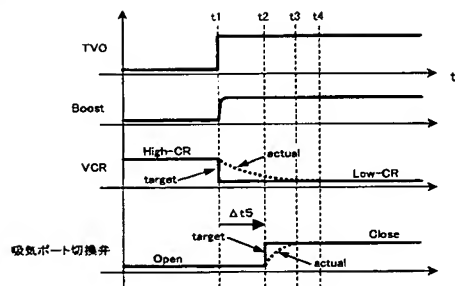 t1 t2 t3 t4
TVO
t
Boost
High-CR
actual
VCR
target
Low-CR
Δt5
target
Close
吸気ポート切換弁
Open
actual